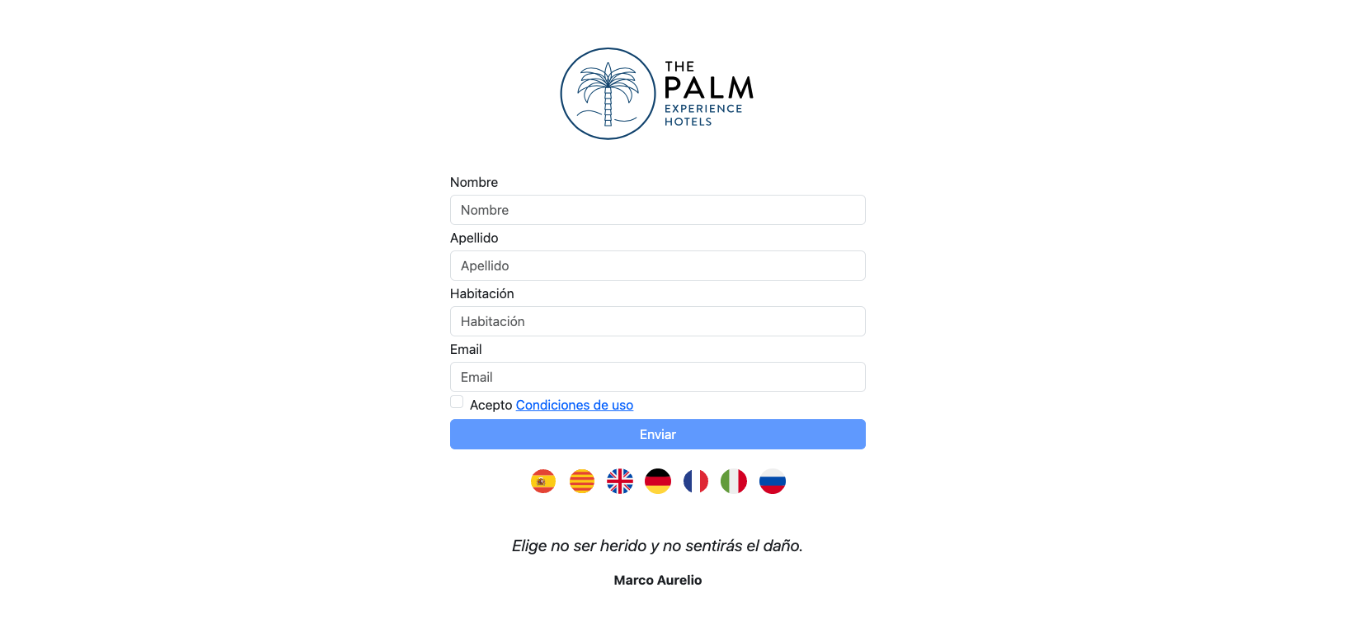 THE
PALM
EXPERIENCE
HOTELS
Nombre
Nombre
Apellido
Apellido
Habitación
Habitación
Email
Email
Acepto Condiciones de uso
Enviar
Elige no ser herido y no sentirás el daño.
Marco Aurelio